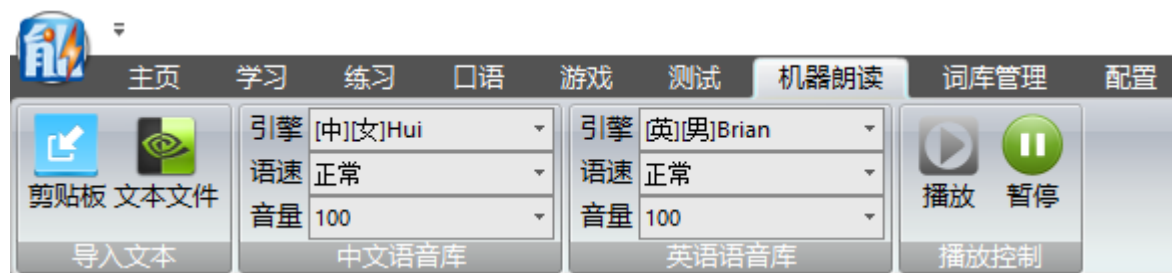 能
主页 学习 练习 口语 游戏 测试 机器朗读 词库管理 配置
引擎 [中][女]Hui 引擎 [英][男]Brian
语速 正常 语速 正常
剪贴板 文本文件 播放 暂停
音量 100 音量 100
导入文本 中文语音库 英语语音库 播放控制